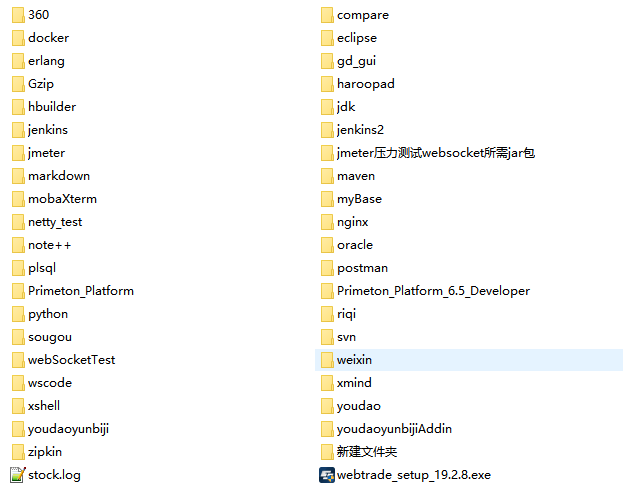 360
compare
docker
eclipse
erlang
gd_gui
Gzip
haroopad
hbuilder
jdk
jenkins
jenkins2
jmeter
jmeter压力测试websocket所需jar包
markdown
maven
mobaXterm
myBase
netty_test
nginx
note++
oracle
plsql
postman
Primeton_Platform
Primeton_Platform_6.5_Developer
python
riqi
sougou
svn
webSocketTest
weixin
wscode
xmind
xshell
youdao
youdaoyunbiji
youdaoyunbijiAddin
zipkin
新建文件夹
stock.log
webtrade_setup_19.2.8.exe